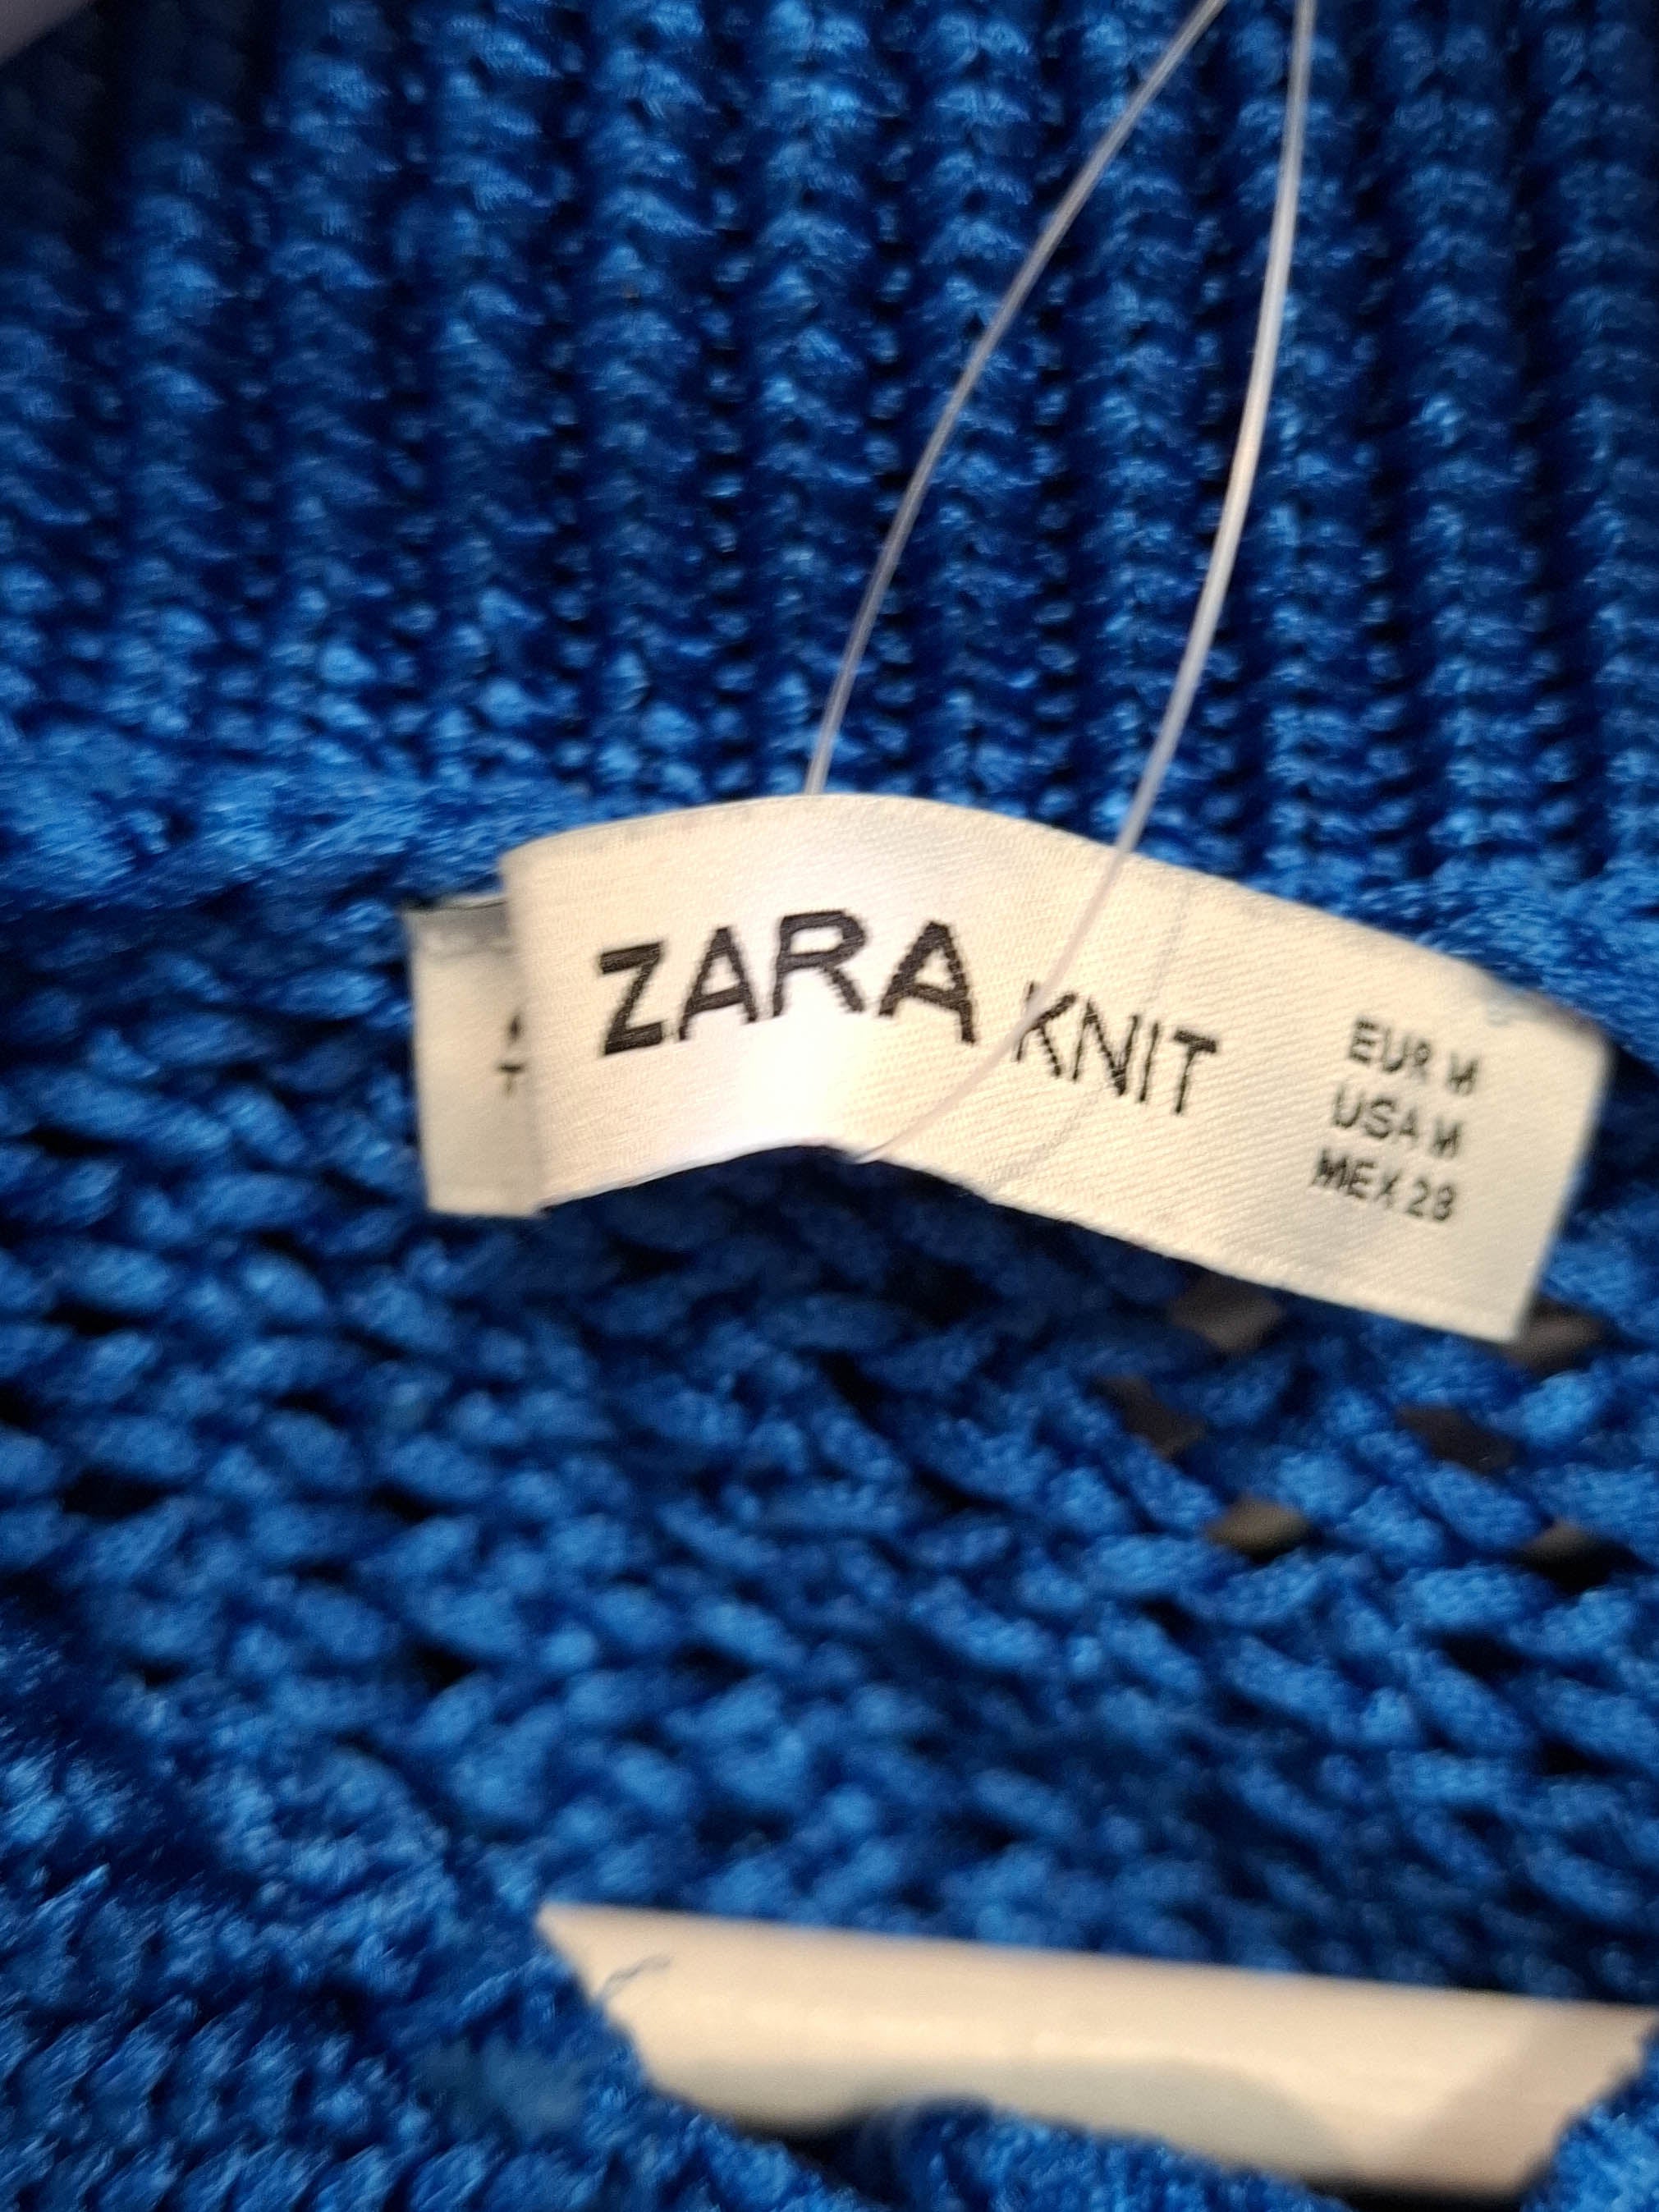 ZARA KNIT
EUR M
USA M
MEX 28